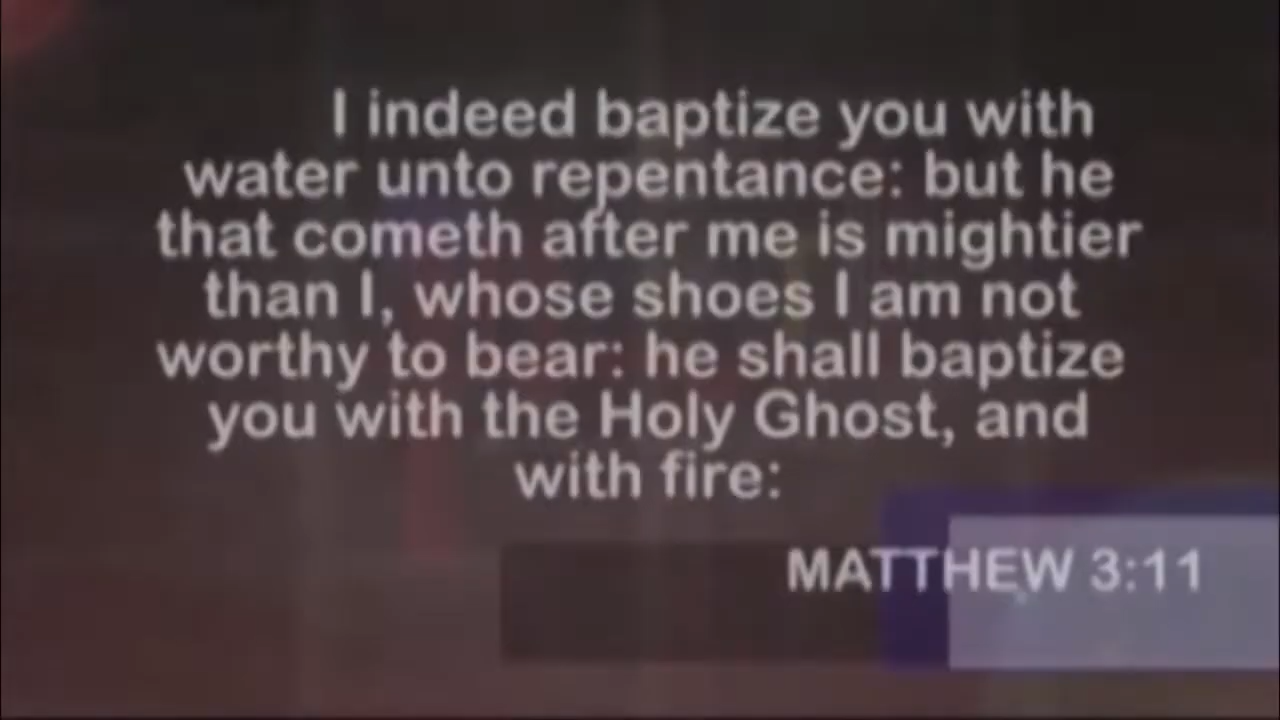 I indeed baptize you with
water unto repentance: but he
that cometh after me is mightier
than I, whose shoes I am not
worthy to bear: he shall baptize
you with the Holy Ghost, and
with fire:
MATTHEW 3:11